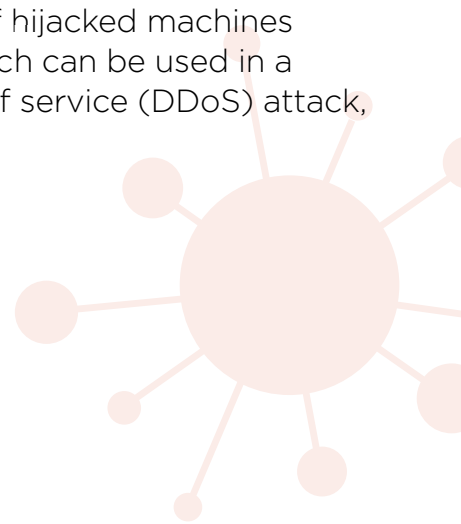 f hijacked machines
ch can be used in a
f service (DDoS) attack,